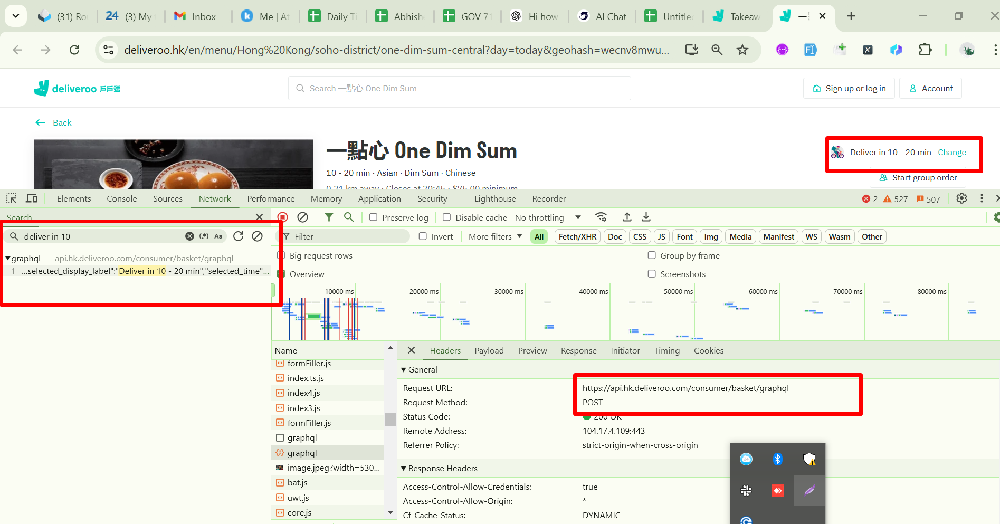 (31) Ro
24 (3) My
Inbox -
Me | At
Daily Ti
Abhish
GOV 71
Hi how
AI Chat
Untitle
Takeaw
deliveroo.hk/en/menu/Hong%20Kong/soho-district/one-dim-sum-central?day=today&geohash=wecnv8mwu...
deliveroo 戶戶送
Search 一點心 One Dim Sum
Sign up or log in
Account
Back
一點心 One Dim Sum
Deliver in 10 - 20 min Change
10 - 20 min · Asian · Dim Sum · Chinese
Start group order
0.21 km away · Closes at 20:45 · $75.00 minimum
Elements Console Sources Network Performance Memory Application Security Lighthouse Recorder
2 527 507
Search
Preserve log Disable cache No throttling
deliver in 10 (.*) Aa
Filter Invert More filters All Fetch/XHR Doc CSS JS Font Img Media Manifest WS Wasm Other
graphql — api.hk.deliveroo.com/consumer/basket/graphql
1 ...selected_display_label":"Deliver in 10 - 20 min","selected_time"...
Big request rows Group by frame
Overview Screenshots
10000 ms 20000 ms 30000 ms 40000 ms 50000 ms 60000 ms 70000 ms 80000 ms
Name
formFiller.js
index.ts.js
index4.js
index3.js
formFiller.js
graphql
graphql
image.jpeg?width=530...
bat.js
uwt.js
core.js
Headers Payload Preview Response Initiator Timing Cookies
General
Request URL: https://api.hk.deliveroo.com/consumer/basket/graphql
Request Method: POST
Status Code: 200 OK
Remote Address: 104.17.4.109:443
Referrer Policy: strict-origin-when-cross-origin
Response Headers
Access-Control-Allow-Credentials: true
Access-Control-Allow-Origin: *
Cf-Cache-Status: DYNAMIC